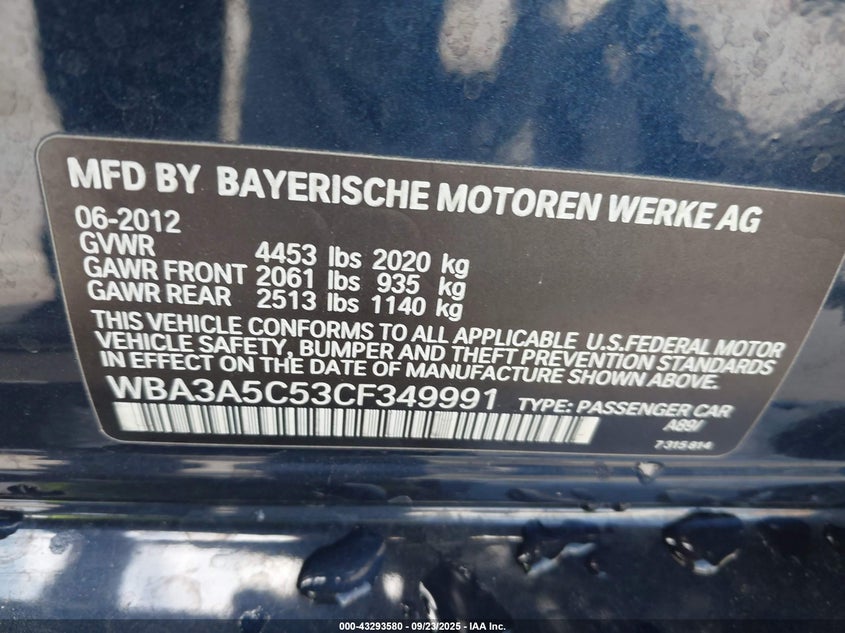 MFD BY BAYERISCHE MOTOREN WERKE AG
06-2012
GVWR 4453 lbs 2020 kg
GAWR FRONT 2061 lbs 935 kg
GAWR REAR 2513 lbs 1140 kg
THIS VEHICLE CONFORMS TO ALL APPLICABLE U.S.FEDERAL MOTOR
VEHICLE SAFETY, BUMPER AND THEFT PREVENTION STANDARDS
IN EFFECT ON THE DATE OF MANUFACTURE SHOWN ABOVE.
WBA3A5C53CF349991 TYPE: PASSENGER CAR
A89/
7315814
000-43293580 - 09/23/2025 - IAA Inc.